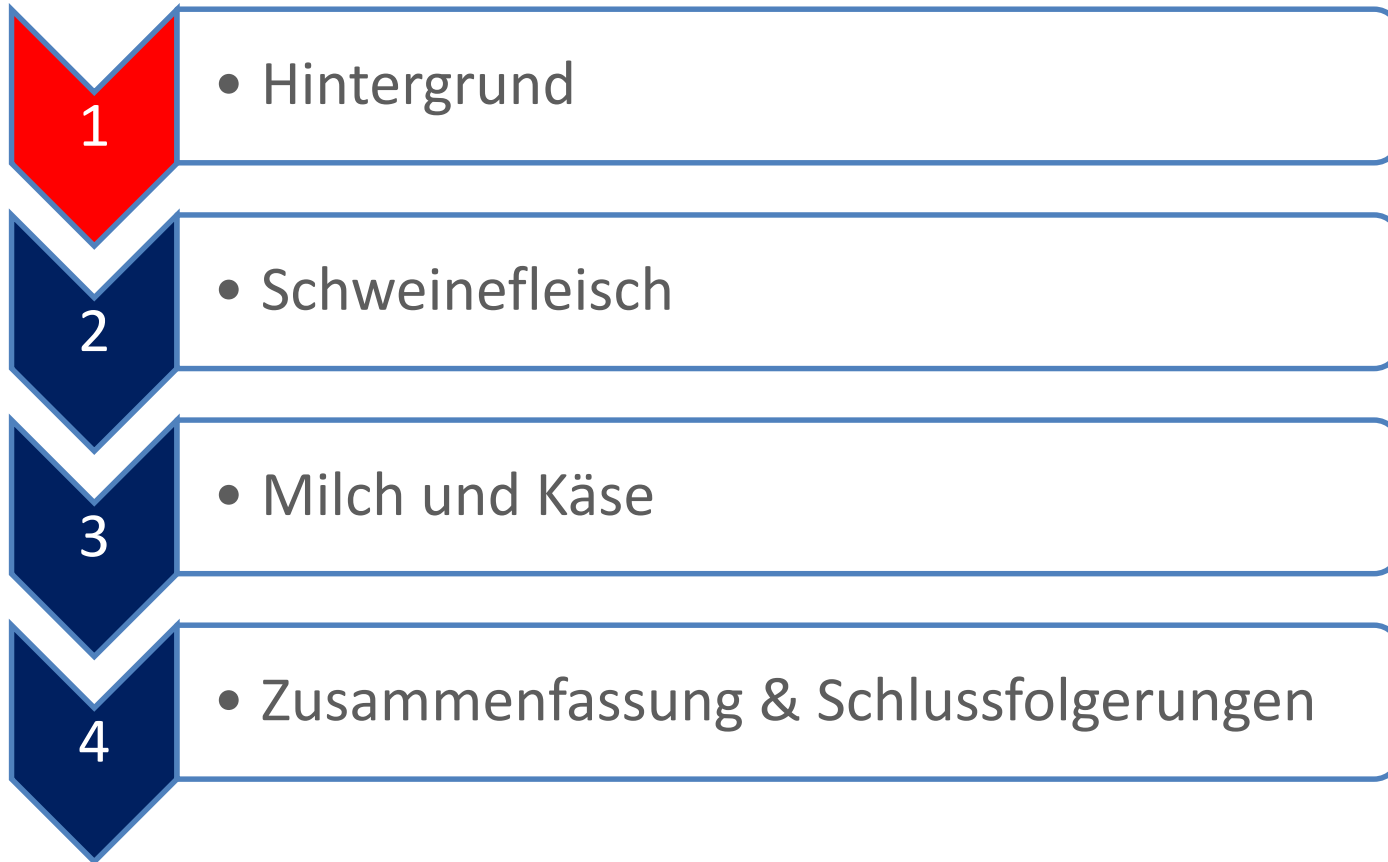 1
• Hintergrund
2
• Schweinefleisch
3
• Milch und Käse
4
• Zusammenfassung & Schlussfolgerungen